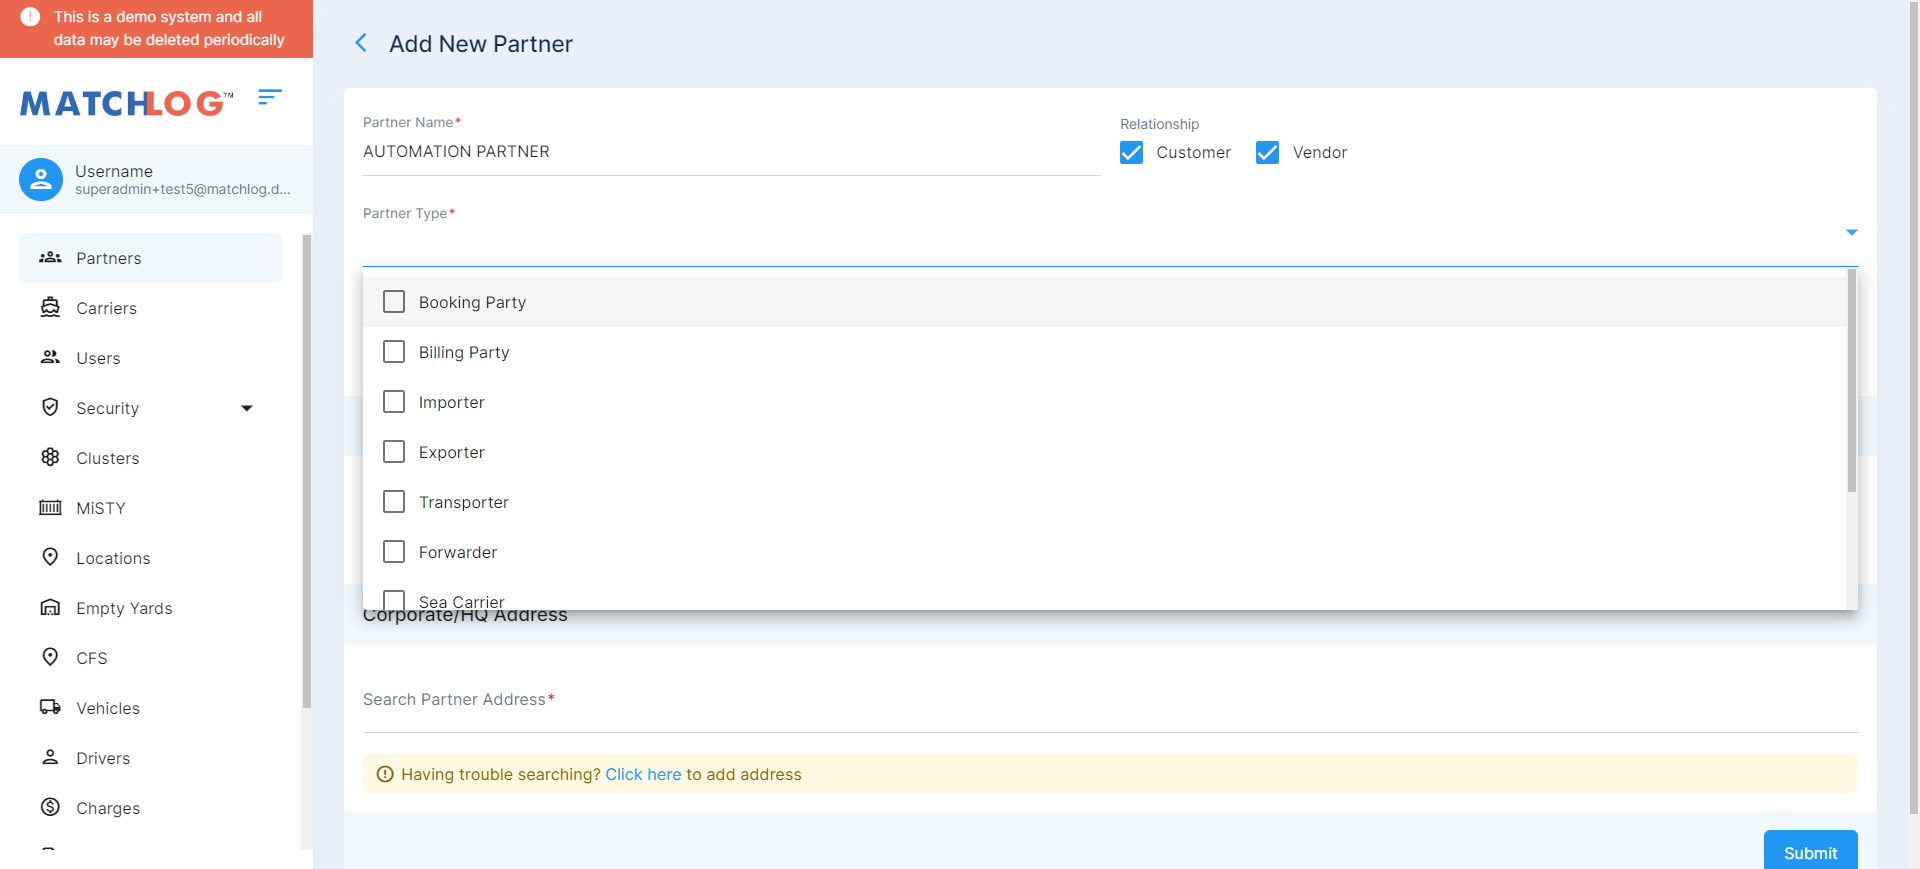 This is a demo system and all
data may be deleted periodically
MATCHLOG™
Username
superadmin+test5@matchlog.d...
Partners
Carriers
Users
Security
Clusters
MiSTY
Locations
Empty Yards
CFS
Vehicles
Drivers
Charges
Add New Partner
Partner Name*
AUTOMATION PARTNER
Relationship
Customer
Vendor
Partner Type*
Booking Party
Billing Party
Importer
Exporter
Transporter
Forwarder
Sea Carrier
Corporate/HQ Address
Search Partner Address*
Having trouble searching? Click here to add address
Submit